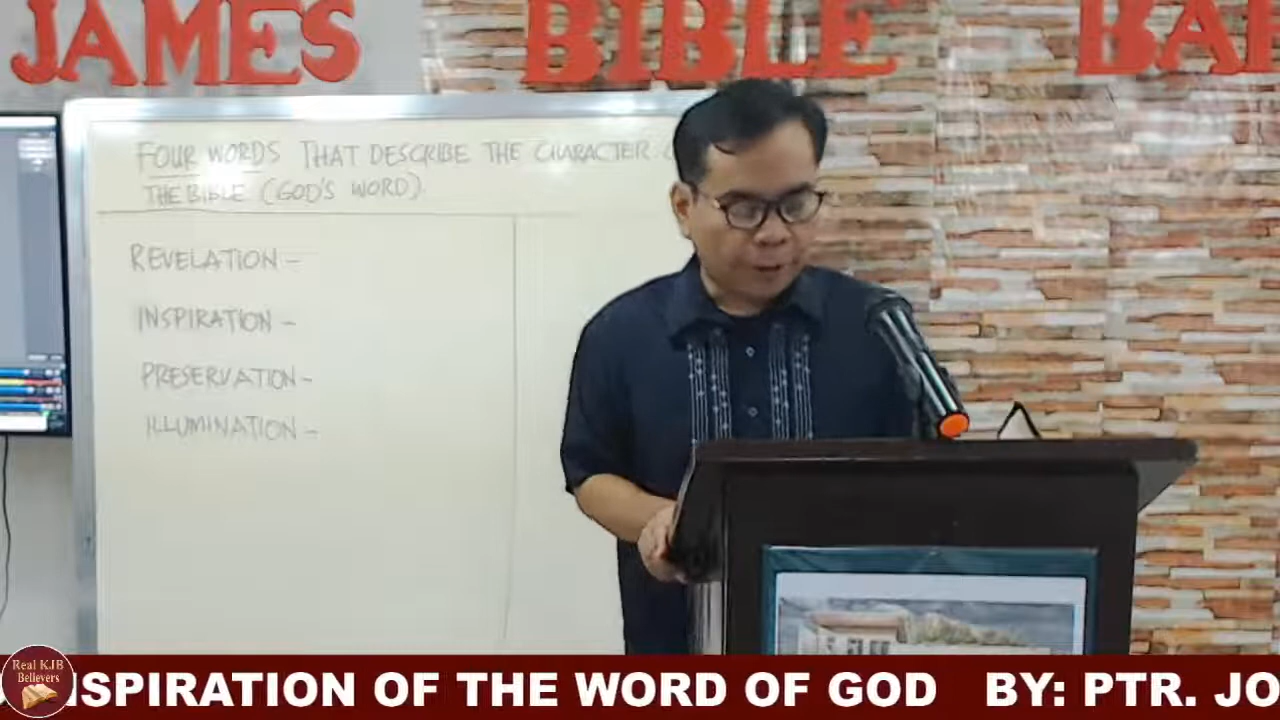 JAMES BIBLE BA
FOUR WORDS THAT DESCRIBE THE CHARACTER
THE BIBLE (GOD'S WORD).
REVELATION -
INSPIRATION -
PRESERVATION -
ILLUMINATION -
Real KJB
Believers
SPIRATION OF THE WORD OF GOD BY: PTR. JO